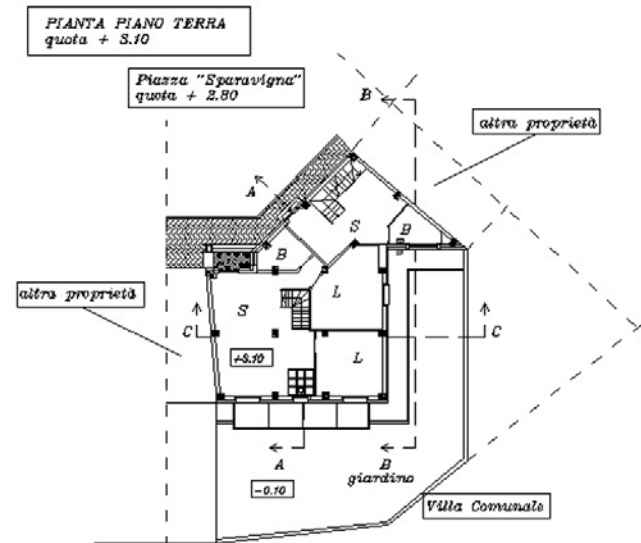 PIANTA PIANO TERRA
quota + 3.10
Piazza "Sparavigna"
quota + 2.80
B
altra proprietà
A
S
B
B
L
altra proprietà
S
C
C
+3.10
L
A
B
giardino
-0.10
Villa Comunale